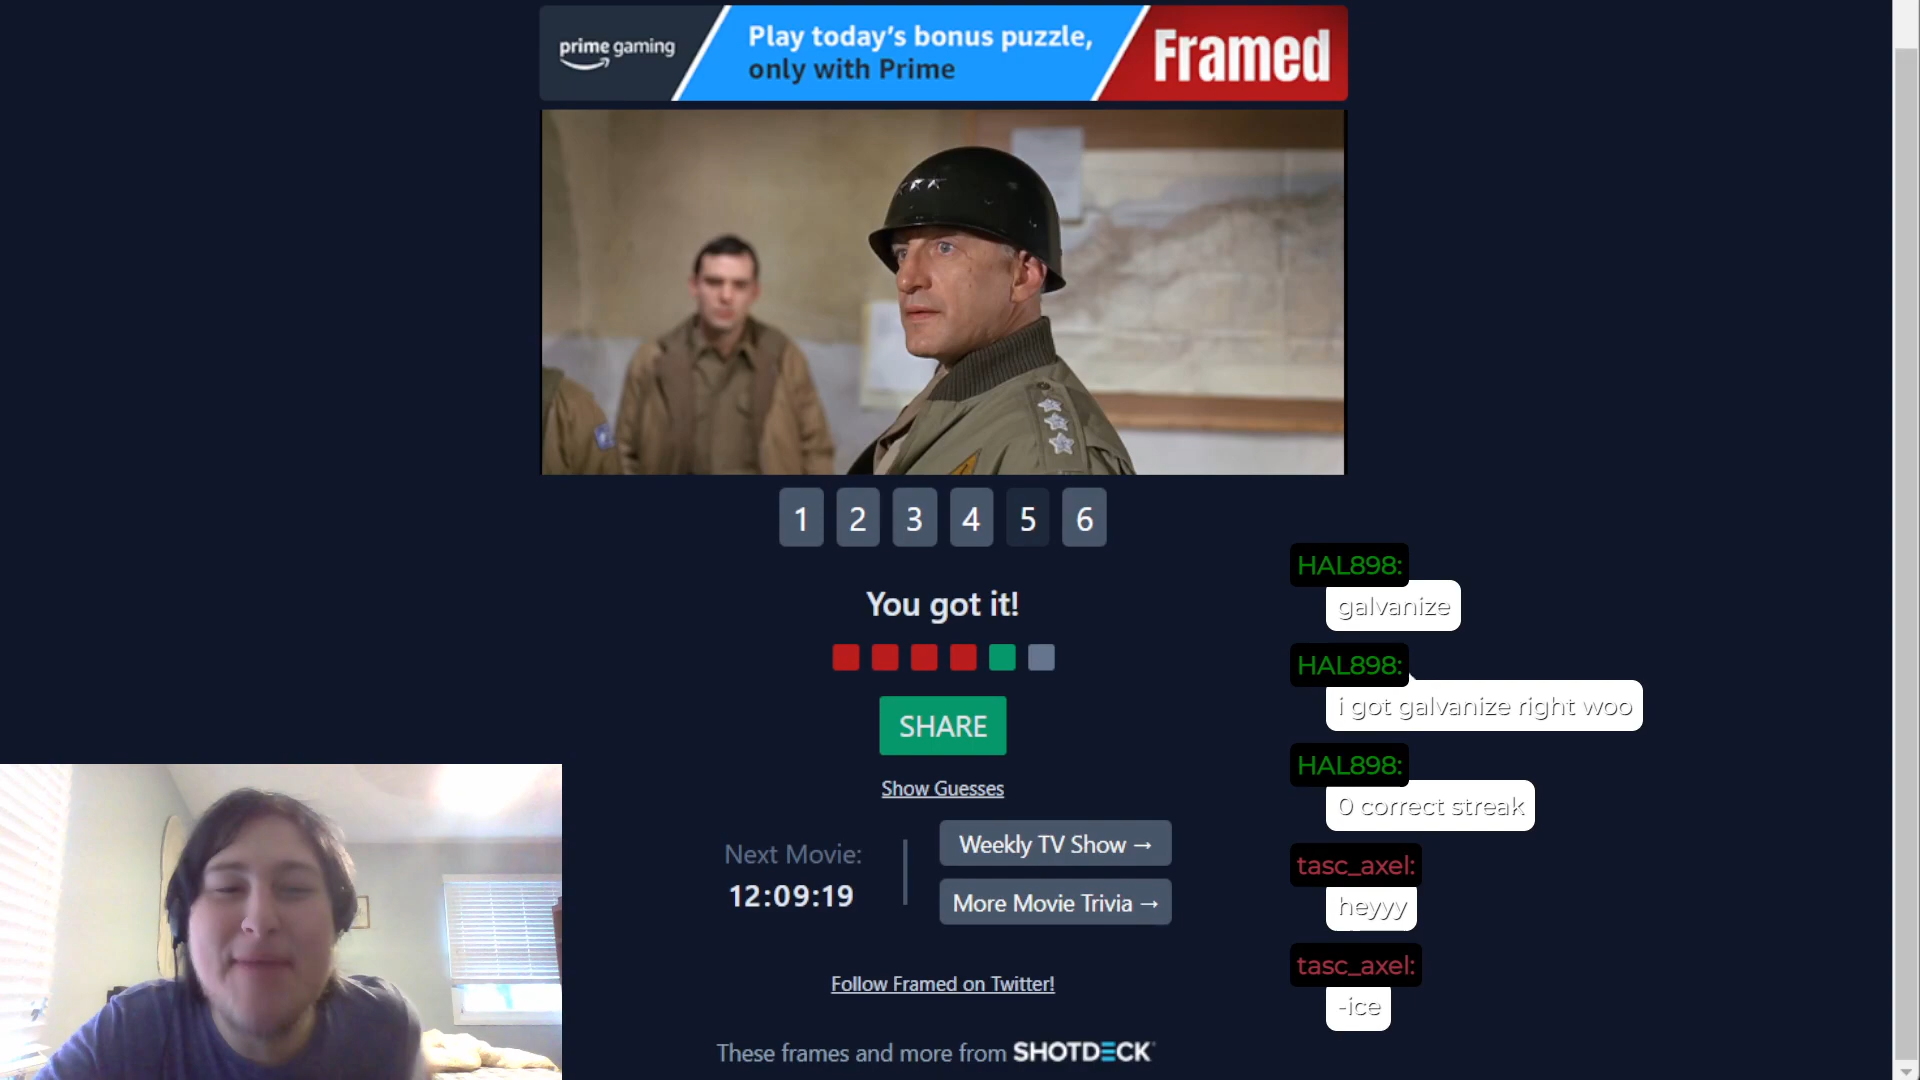 prime gaming
Play today's bonus puzzle,
only with Prime
Framed
1 2 3 4 5 6
You got it!
SHARE
Show Guesses
Next Movie:
12:09:19
Weekly TV Show →
More Movie Trivia →
Follow Framed on Twitter!
These frames and more from SHOTDECK
HAL898:
galvanize
HAL898:
i got galvanize right woo
HAL898:
0 correct streak
tasc_axel:
heyyy
tasc_axel:
-ice